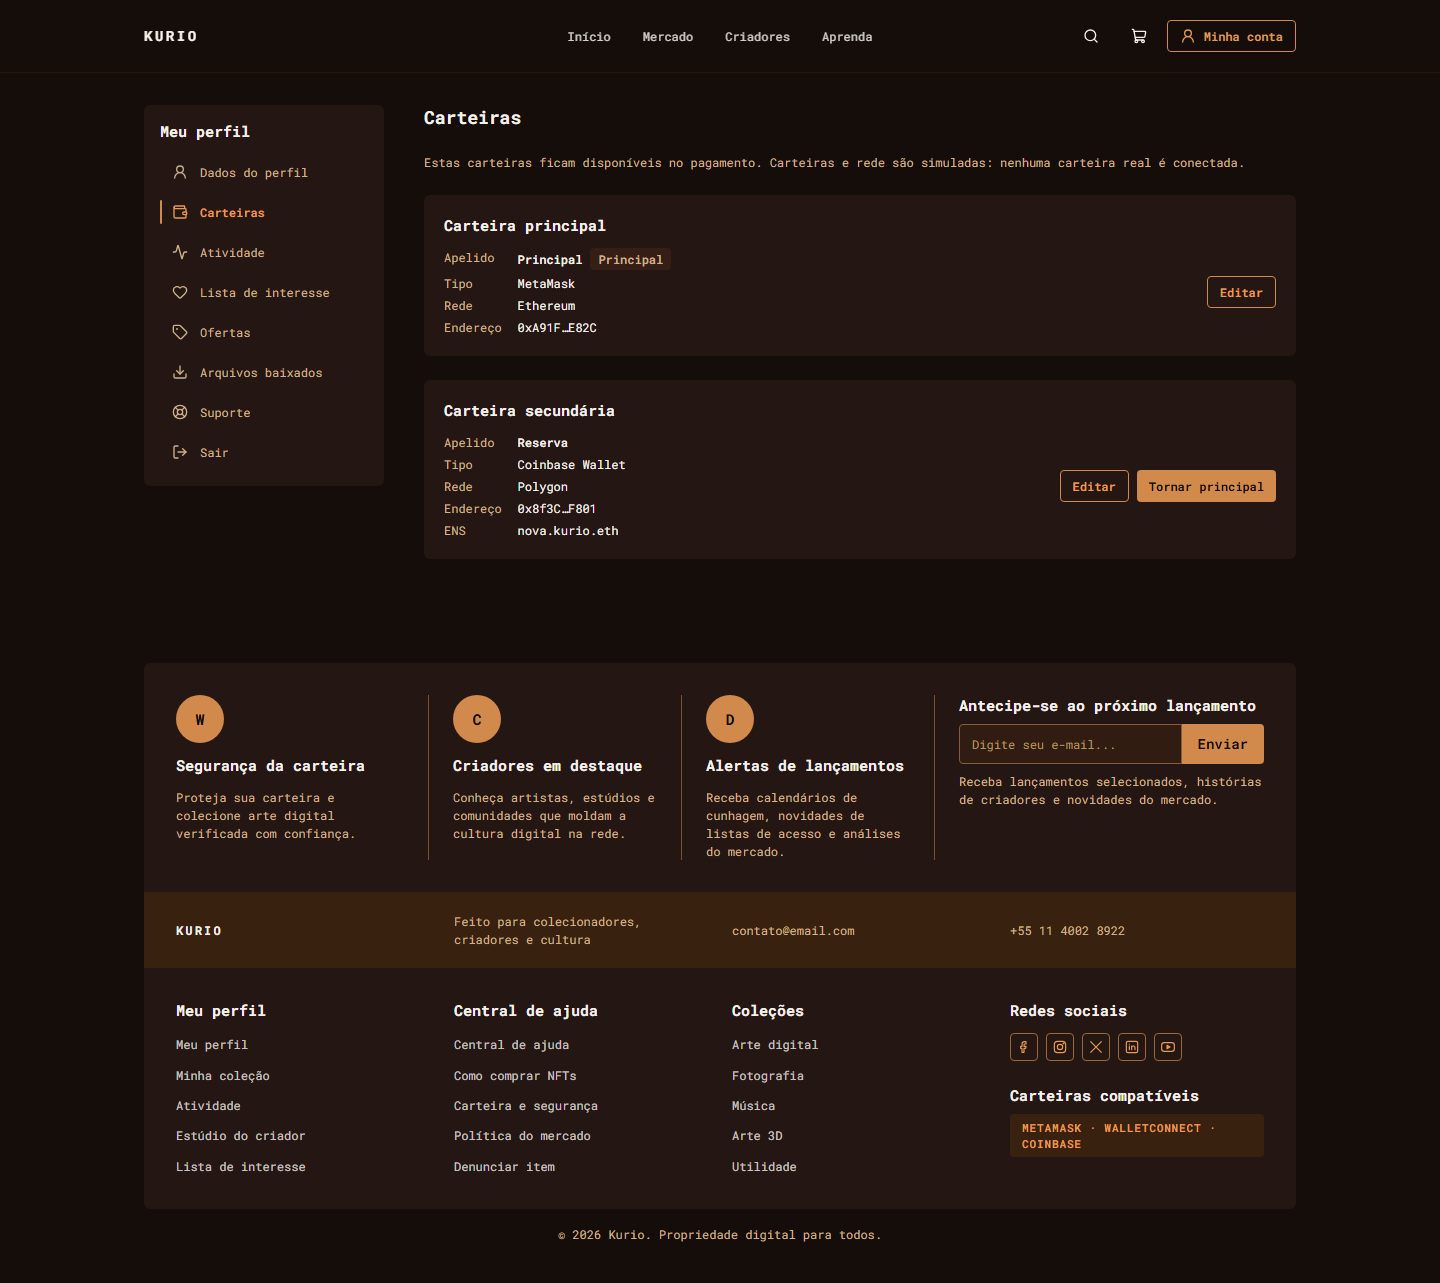 KURIO
Início
Mercado
Criadores
Aprenda
Minha conta
Meu perfil
Dados do perfil
Carteiras
Atividade
Lista de interesse
Ofertas
Arquivos baixados
Suporte
Sair
Carteiras
Estas carteiras ficam disponíveis no pagamento. Carteiras e rede são simuladas: nenhuma carteira real é conectada.
Carteira principal
Apelido Principal Principal
Tipo MetaMask
Rede Ethereum
Endereço 0xA91F…E82C
Editar
Carteira secundária
Apelido Reserva
Tipo Coinbase Wallet
Rede Polygon
Endereço 0x8f3C…F801
ENS nova.kurio.eth
Editar
Tornar principal
W
Segurança da carteira
Proteja sua carteira e
colecione arte digital
verificada com confiança.
C
Criadores em destaque
Conheça artistas, estúdios e
comunidades que moldam a
cultura digital na rede.
D
Alertas de lançamentos
Receba calendários de
cunhagem, novidades de
listas de acesso e análises
do mercado.
Antecipe-se ao próximo lançamento
Digite seu e-mail...
Enviar
Receba lançamentos selecionados, histórias
de criadores e novidades do mercado.
KURIO
Feito para colecionadores,
criadores e cultura
contato@email.com
+55 11 4002 8922
Meu perfil
Meu perfil
Minha coleção
Atividade
Estúdio do criador
Lista de interesse
Central de ajuda
Central de ajuda
Como comprar NFTs
Carteira e segurança
Política do mercado
Denunciar item
Coleções
Arte digital
Fotografia
Música
Arte 3D
Utilidade
Redes sociais
Carteiras compatíveis
METAMASK · WALLETCONNECT ·
COINBASE
© 2026 Kurio. Propriedade digital para todos.